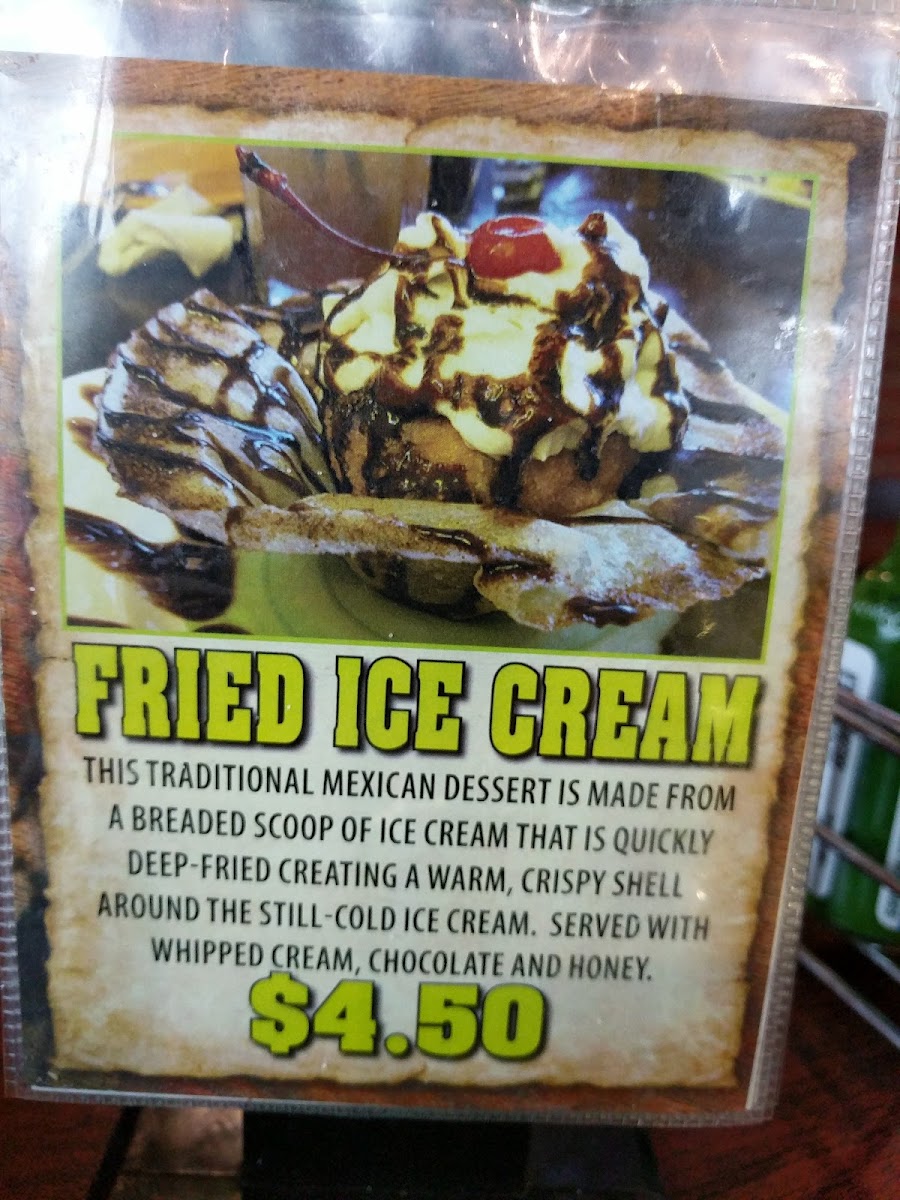 FRIED ICE CREAM
THIS TRADITIONAL MEXICAN DESSERT IS MADE FROM
A BREADED SCOOP OF ICE CREAM THAT IS QUICKLY
DEEP-FRIED CREATING A WARM, CRISPY SHELL
AROUND THE STILL-COLD ICE CREAM. SERVED WITH
WHIPPED CREAM, CHOCOLATE AND HONEY.
$4.50